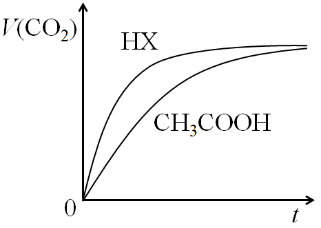 V(CO₂)
HX
CH₃COOH
0
t